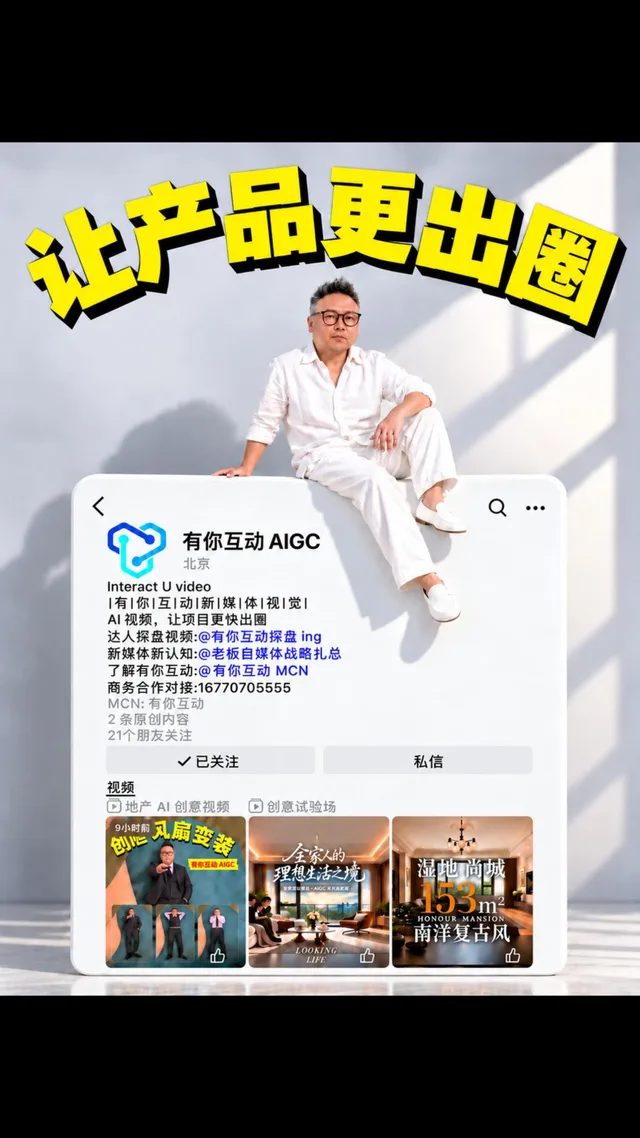 让产品更出圈
有你互动 AIGC
北京
Interact U video
|有|你|互|动|新|媒|体|视|觉|
AI 视频，让项目更快出圈
达人探盘视频:@有你互动探盘 ing
新媒体新认知:@老板自媒体战略扎总
了解有你互动:@有你互动 MCN
商务合作对接:16770705555
MCN: 有你互动
2 条原创内容
21个朋友关注
已关注
私信
视频
地产 AI 创意视频
创意试验场
9小时前
风扇变装
有你互动 AIGC
全家人的
理想生活之境
LOOKING
LIFE
湿地 尚城
153m²
HONOUR MANSION
南洋复古风